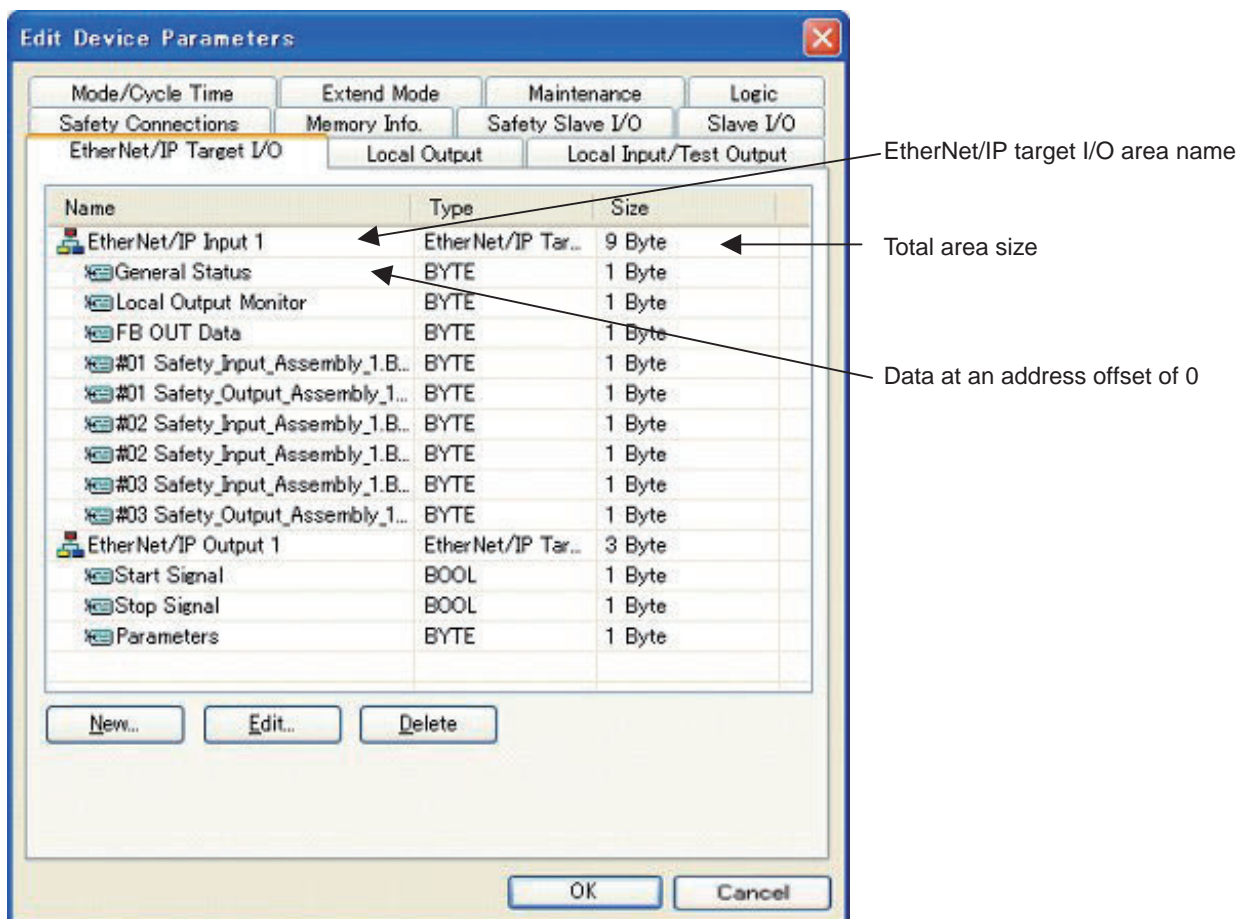 Edit Device Parameters
Mode/Cycle Time Extend Mode Maintenance Logic
Safety Connections Memory Info. Safety Slave I/O Slave I/O
EtherNet/IP Target I/O Local Output Local Input/Test Output
EtherNet/IP target I/O area name
Name Type Size
EtherNet/IP Input 1 EtherNet/IP Tar... 9 Byte
Total area size
General Status BYTE 1 Byte
Local Output Monitor BYTE 1 Byte
FB OUT Data BYTE 1 Byte
#01 Safety_Input_Assembly_1.B... BYTE 1 Byte
Data at an address offset of 0
#01 Safety_Output_Assembly_1... BYTE 1 Byte
#02 Safety_Input_Assembly_1.B... BYTE 1 Byte
#02 Safety_Input_Assembly_1.B... BYTE 1 Byte
#03 Safety_Input_Assembly_1.B... BYTE 1 Byte
#03 Safety_Output_Assembly_1... BYTE 1 Byte
EtherNet/IP Output 1 EtherNet/IP Tar... 3 Byte
Start Signal BOOL 1 Byte
Stop Signal BOOL 1 Byte
Parameters BYTE 1 Byte
New... Edit... Delete
OK Cancel